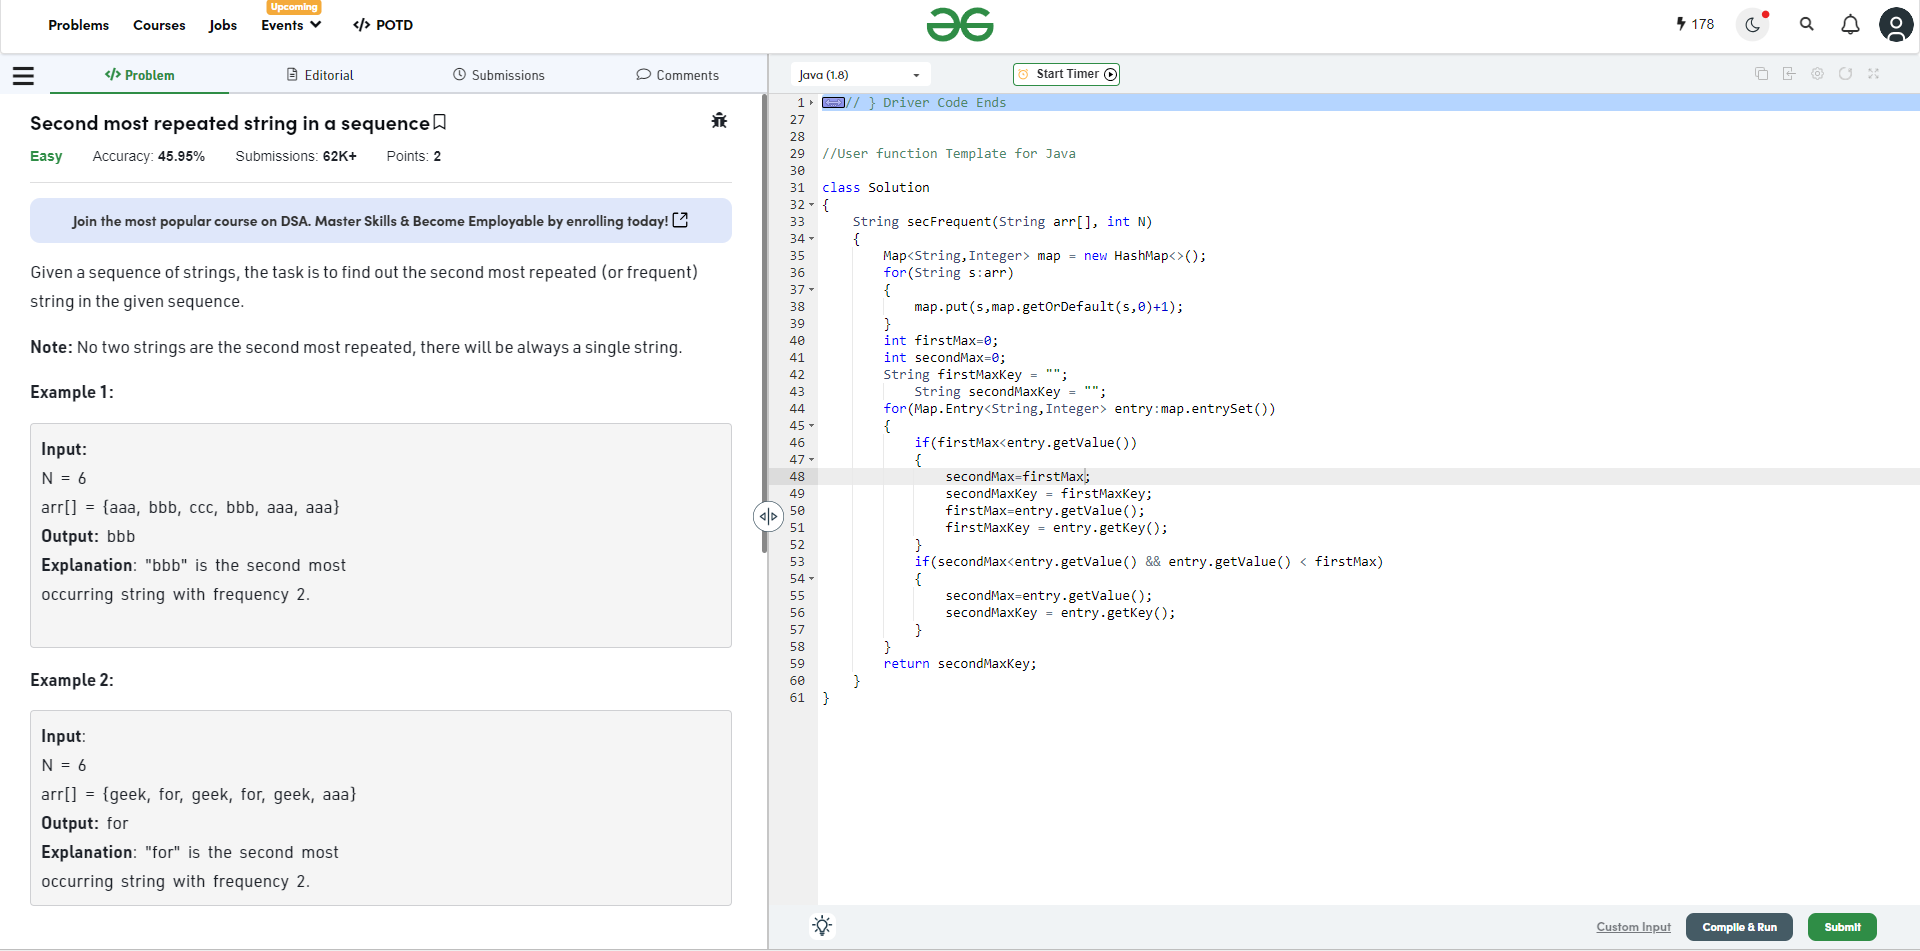 Problems Courses Jobs Upcoming Events </> POTD
178
</> Problem Editorial Submissions Comments
Second most repeated string in a sequence
Easy Accuracy: 45.95% Submissions: 62K+ Points: 2
Join the most popular course on DSA. Master Skills & Become Employable by enrolling today!
Given a sequence of strings, the task is to find out the second most repeated (or frequent)
string in the given sequence.
Note: No two strings are the second most repeated, there will be always a single string.
Example 1:
Input:
N = 6
arr[] = {aaa, bbb, ccc, bbb, aaa, aaa}
Output: bbb
Explanation: "bbb" is the second most
occurring string with frequency 2.
Example 2:
Input:
N = 6
arr[] = {geek, for, geek, for, geek, aaa}
Output: for
Explanation: "for" is the second most
occurring string with frequency 2.
Java (1.8) Start Timer
1 // } Driver Code Ends
27
28
29 //User function Template for Java
30
31 class Solution
32 {
33 String secFrequent(String arr[], int N)
34 {
35 Map<String,Integer> map = new HashMap<>();
36 for(String s:arr)
37 {
38 map.put(s,map.getOrDefault(s,0)+1);
39 }
40 int firstMax=0;
41 int secondMax=0;
42 String firstMaxKey = "";
43 String secondMaxKey = "";
44 for(Map.Entry<String,Integer> entry:map.entrySet())
45 {
46 if(firstMax<entry.getValue())
47 {
48 secondMax=firstMax;
49 secondMaxKey = firstMaxKey;
50 firstMax=entry.getValue();
51 firstMaxKey = entry.getKey();
52 }
53 if(secondMax<entry.getValue() && entry.getValue() < firstMax)
54 {
55 secondMax=entry.getValue();
56 secondMaxKey = entry.getKey();
57 }
58 }
59 return secondMaxKey;
60 }
61 }
Custom Input Compile & Run Submit